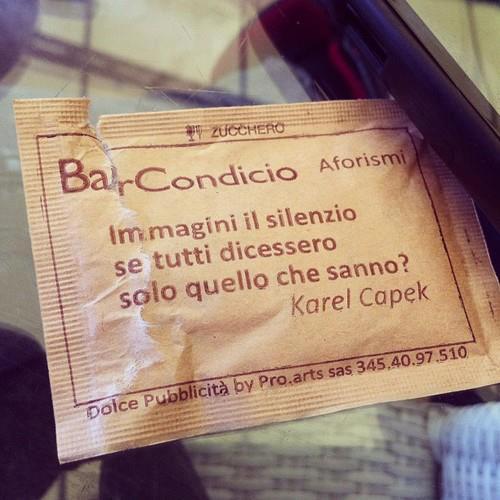 ZUCCHERO
BarCondicio Aforismi
Immagini il silenzio
se tutti dicessero
solo quello che sanno?
Karel Capek
Dolce Pubblicità by Pro.arts sas 345.40.97.510